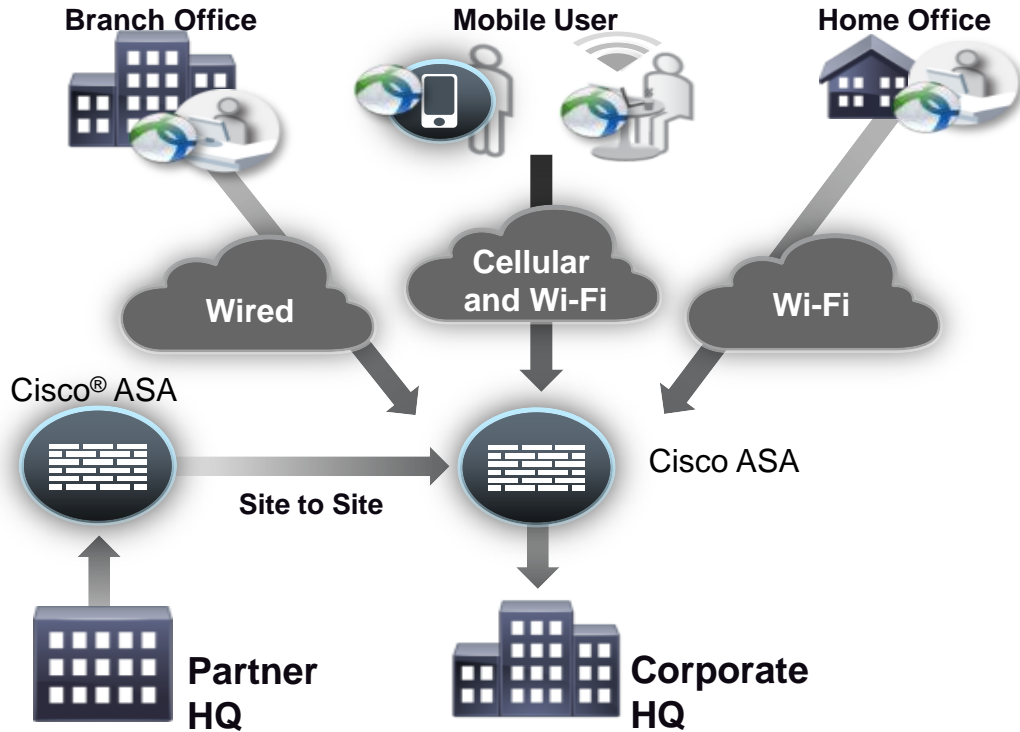 Branch Office
Mobile User
Home Office
Wired
Cellular
and Wi-Fi
Wi-Fi
Cisco® ASA
Cisco ASA
Site to Site
Partner
HQ
Corporate
HQ